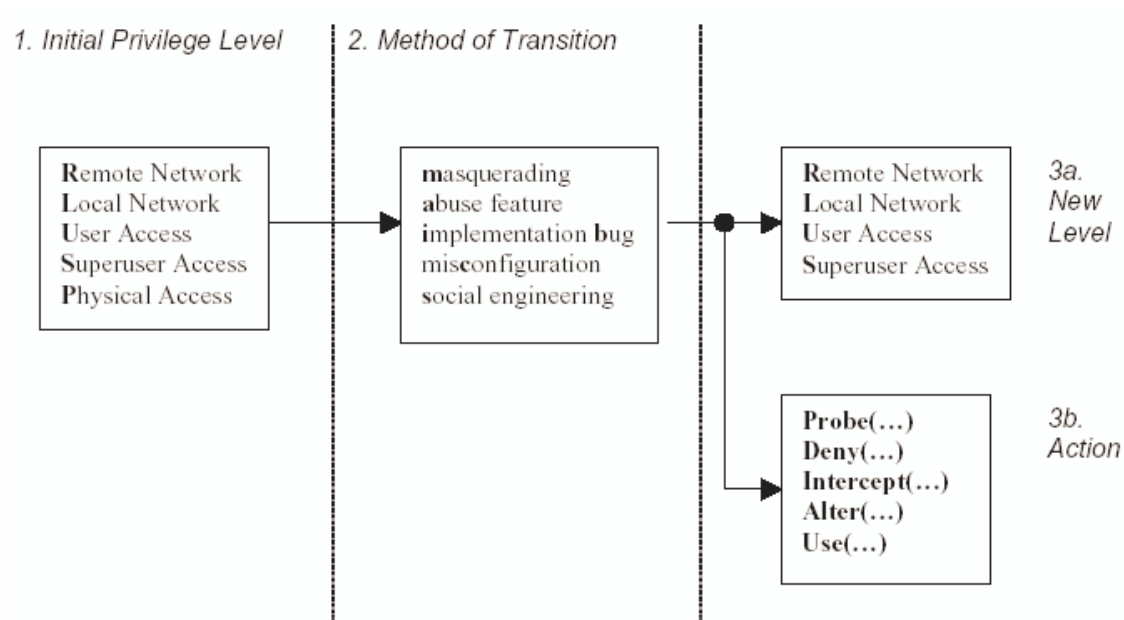 1. Initial Privilege Level
2. Method of Transition
Remote Network
Local Network
User Access
Superuser Access
Physical Access
masquerading
abuse feature
implementation bug
misconfiguration
social engineering
Remote Network
Local Network
User Access
Superuser Access
3a.
New
Level
Probe(...)
Deny(...)
Intercept(...)
Alter(...)
Use(...)
3b.
Action